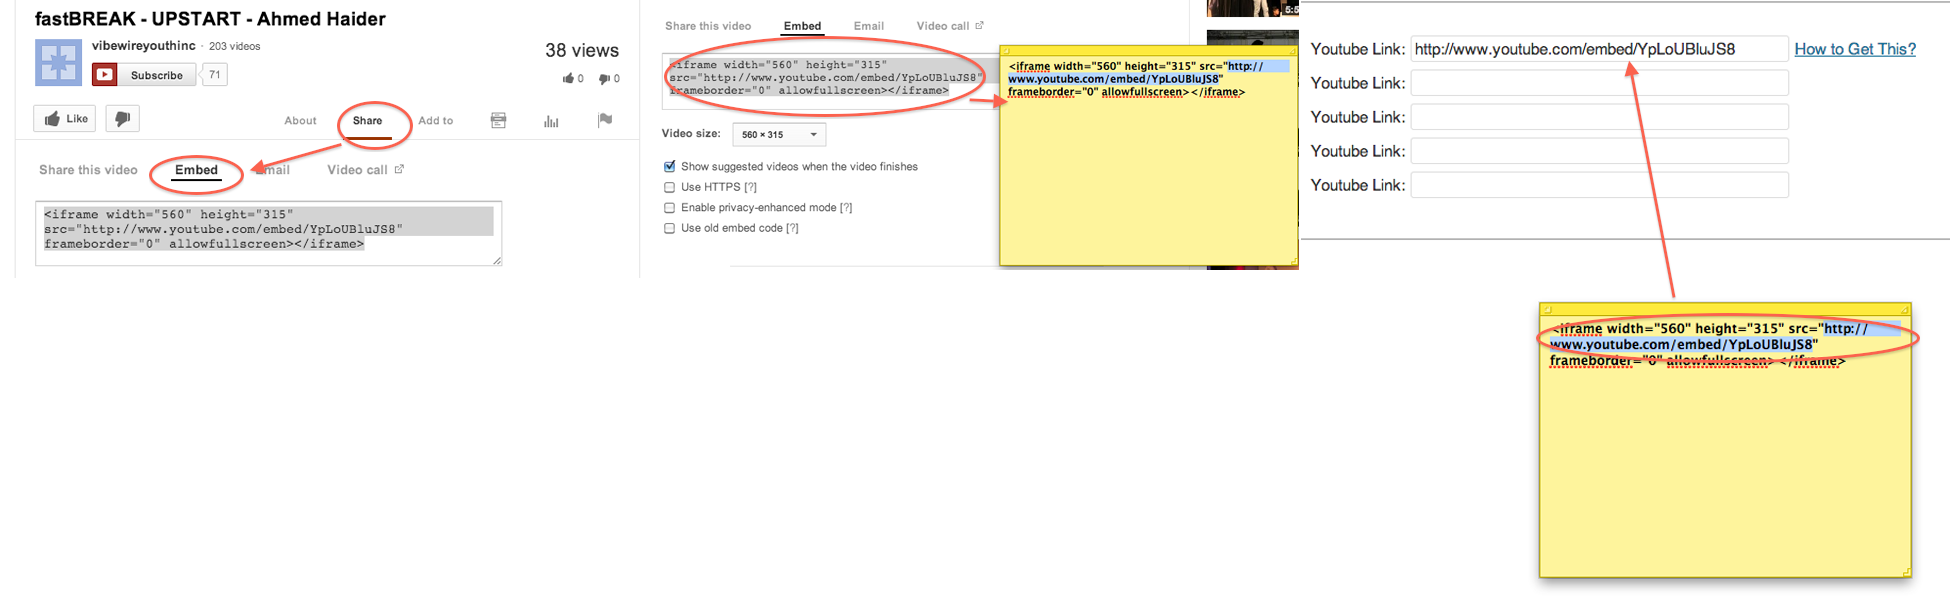 fastBREAK - UPSTART - Ahmed Haider
vibewireyouthinc · 203 videos
Subscribe 71
38 views
0 0
Like
About Share Add to
Share this video Embed Email Video call
<iframe width="560" height="315"
src="http://www.youtube.com/embed/YpLoUBluJS8"
frameborder="0" allowfullscreen></iframe>
Share this video Embed Email Video call
<iframe width="560" height="315"
src="http://www.youtube.com/embed/YpLoUBluJS8"
frameborder="0" allowfullscreen></iframe>
Video size: 560 × 315
Show suggested videos when the video finishes
Use HTTPS [?]
Enable privacy-enhanced mode [?]
Use old embed code [?]
<iframe width="560" height="315" src="http://
www.youtube.com/embed/YpLoUBluJS8"
frameborder="0" allowfullscreen></iframe>
Youtube Link: http://www.youtube.com/embed/YpLoUBluJS8 How to Get This?
Youtube Link:
Youtube Link:
Youtube Link:
Youtube Link:
<iframe width="560" height="315" src="http://
www.youtube.com/embed/YpLoUBluJS8"
frameborder="0" allowfullscreen></iframe>